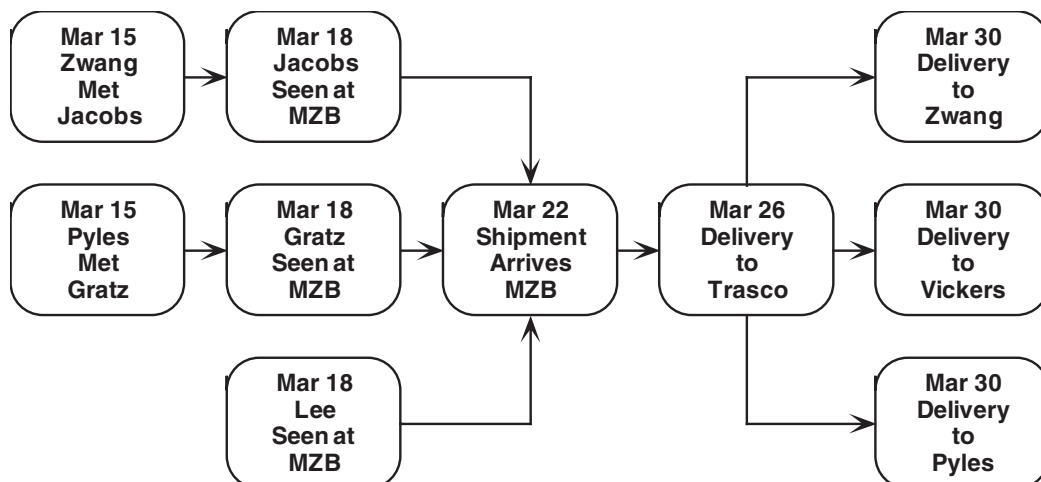 Mar 15
Zwang
Met
Jacobs
Mar 18
Jacobs
Seen at
MZB
Mar 30
Delivery
to
Zwang
Mar 15
Pyles
Met
Gratz
Mar 18
Gratz
Seen at
MZB
Mar 22
Shipment
Arrives
MZB
Mar 26
Delivery
to
Trasco
Mar 30
Delivery
to
Vickers
Mar 18
Lee
Seen at
MZB
Mar 30
Delivery
to
Pyles